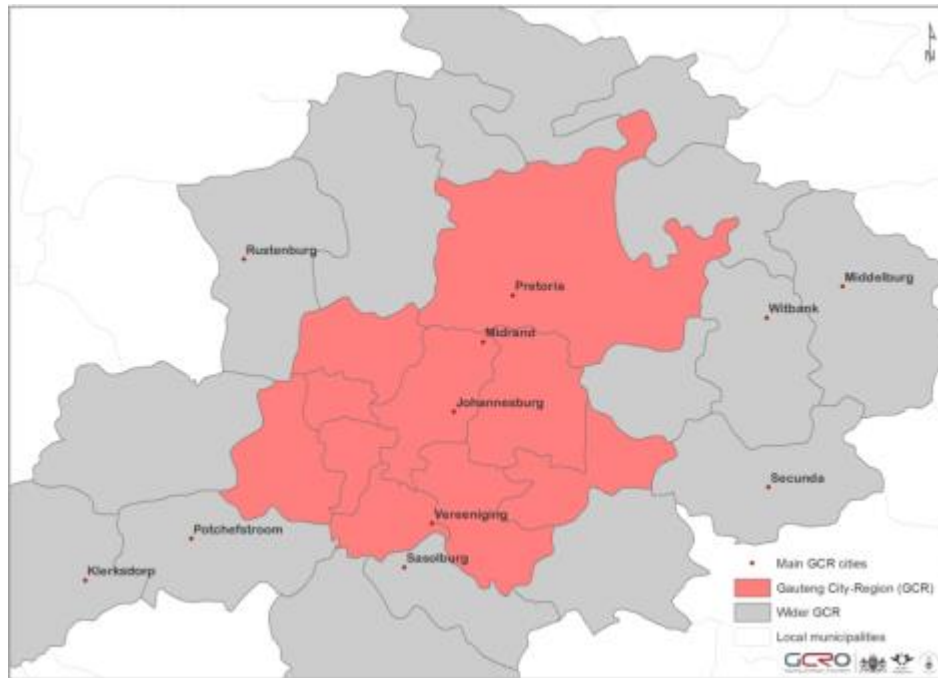 N
Rustenburg
Middelburg
Pretoria
Witbank
Midrand
Johannesburg
Secunda
Vereeniging
Potchefstroom
Sasolburg
Klerksdorp
Main GCR cities
Gauteng City-Region (GCR)
Wider GCR
Local municipalities
GCRO